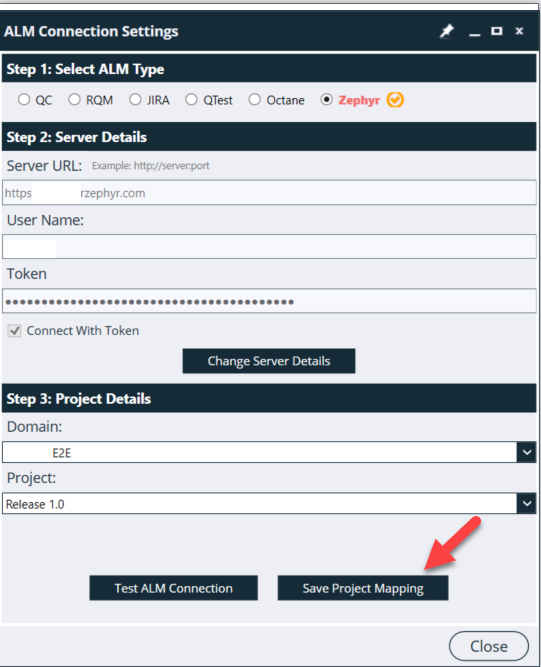 ALM Connection Settings
Step 1: Select ALM Type
QC RQM JIRA QTest Octane Zephyr
Step 2: Server Details
Server URL: Example: http://server:port
https rzephyr.com
User Name:
Token
●●●●●●●●●●●●●●●●●●●●●●●●●●●●●●●●●●●●●●●●
Connect With Token
Change Server Details
Step 3: Project Details
Domain:
E2E
Project:
Release 1.0
Test ALM Connection Save Project Mapping
Close